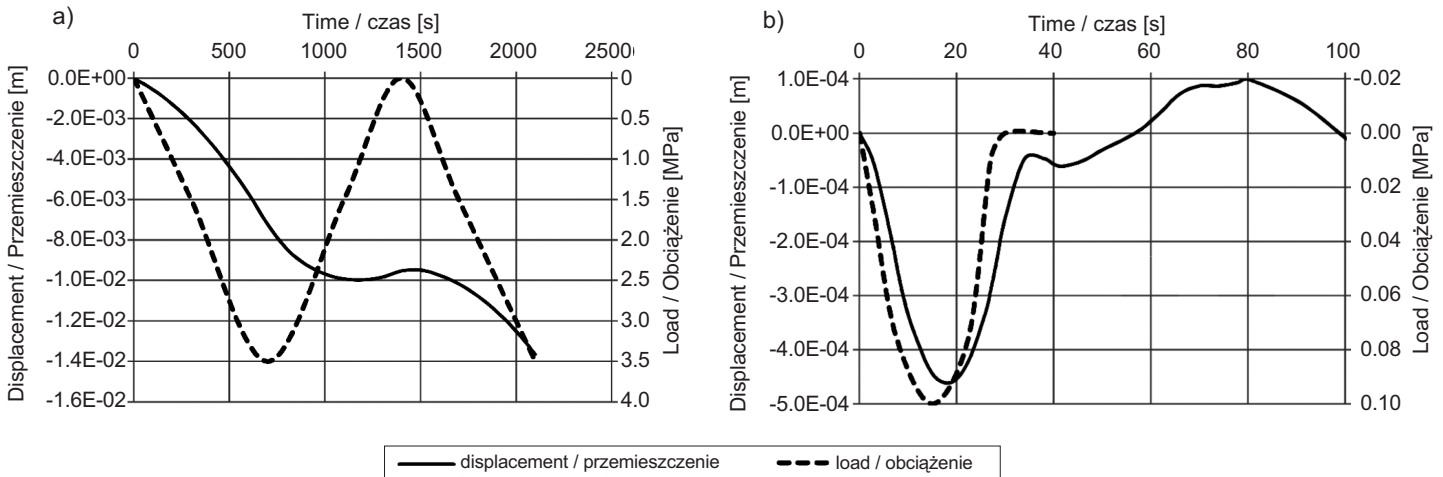 a)
Time / czas [s]
0 500 1000 1500 2000 2500
Displacement / Przemieszczenie [m]
0.0E+00
-2.0E-03
-4.0E-03
-6.0E-03
-8.0E-03
-1.0E-02
-1.2E-02
-1.4E-02
-1.6E-02
0
0.5
1.0
1.5
2.0
2.5
3.0
3.5
4.0
Load / Obciążenie [MPa]
b)
Time / czas [s]
0 20 40 60 80 100
Displacement / Przemieszczenie [m]
1.0E-04
0.0E+00
-1.0E-04
-2.0E-04
-3.0E-04
-4.0E-04
-5.0E-04
-0.02
0.00
0.02
0.04
0.06
0.08
0.10
Load / Obciążenie [MPa]
displacement / przemieszczenie load / obciążenie